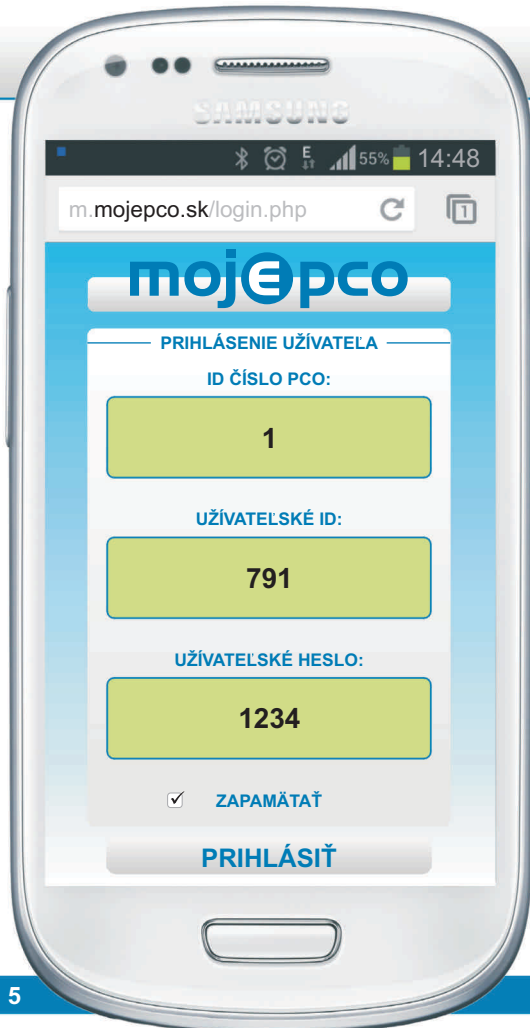 SAMSUNG
E 55% 14:48
m.mojepco.sk/login.php 1
mojepco
PRIHLÁSENIE UŽÍVATEĽA
ID ČÍSLO PCO:
1
UŽÍVATEĽSKÉ ID:
791
UŽÍVATEĽSKÉ HESLO:
1234
ZAPAMÄTAŤ
PRIHLÁSIŤ
5